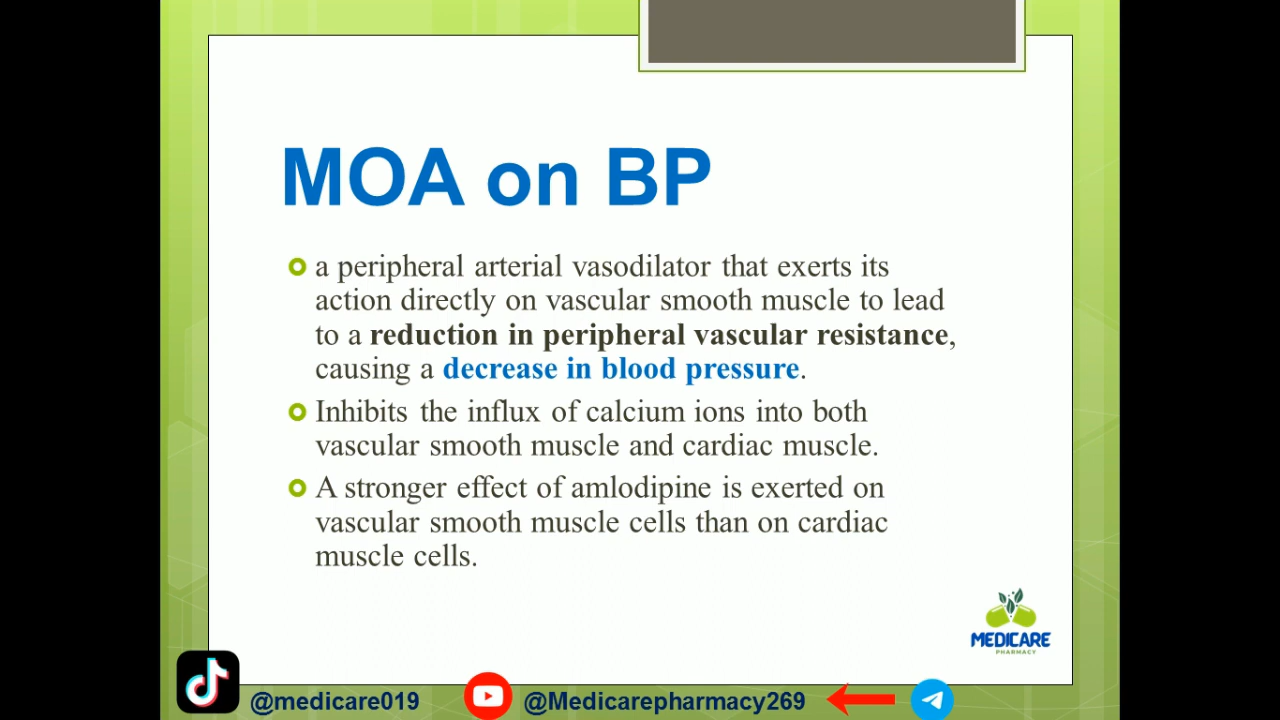 MOA on BP
a peripheral arterial vasodilator that exerts its
action directly on vascular smooth muscle to lead
to a reduction in peripheral vascular resistance,
causing a decrease in blood pressure.
Inhibits the influx of calcium ions into both
vascular smooth muscle and cardiac muscle.
A stronger effect of amlodipine is exerted on
vascular smooth muscle cells than on cardiac
muscle cells.
MEDICARE
PHARMACY
@medicare019
@Medicarepharmacy269